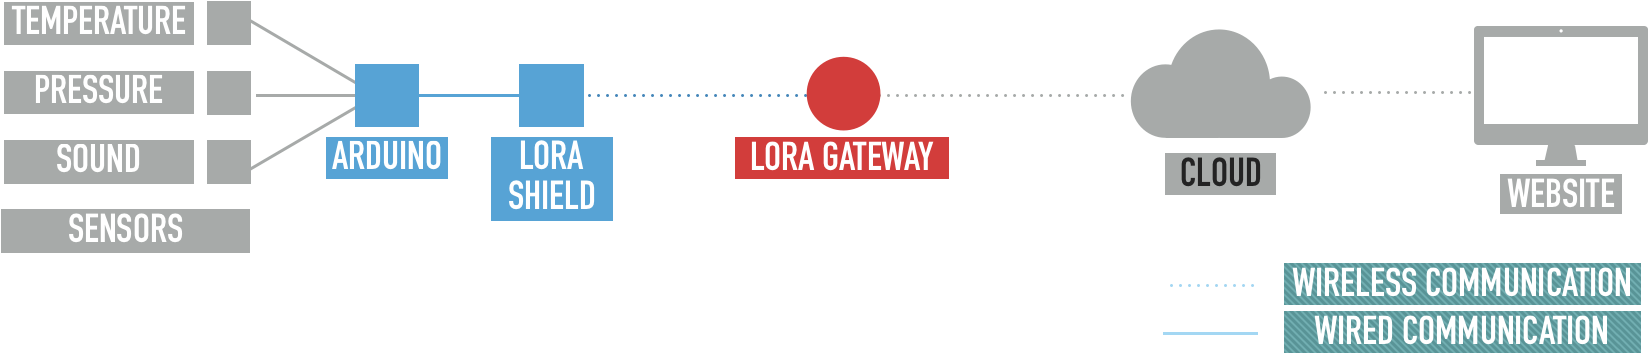 TEMPERATURE
PRESSURE
SOUND
SENSORS
ARDUINO
LORA
SHIELD
LORA GATEWAY
CLOUD
WEBSITE
WIRELESS COMMUNICATION
WIRED COMMUNICATION